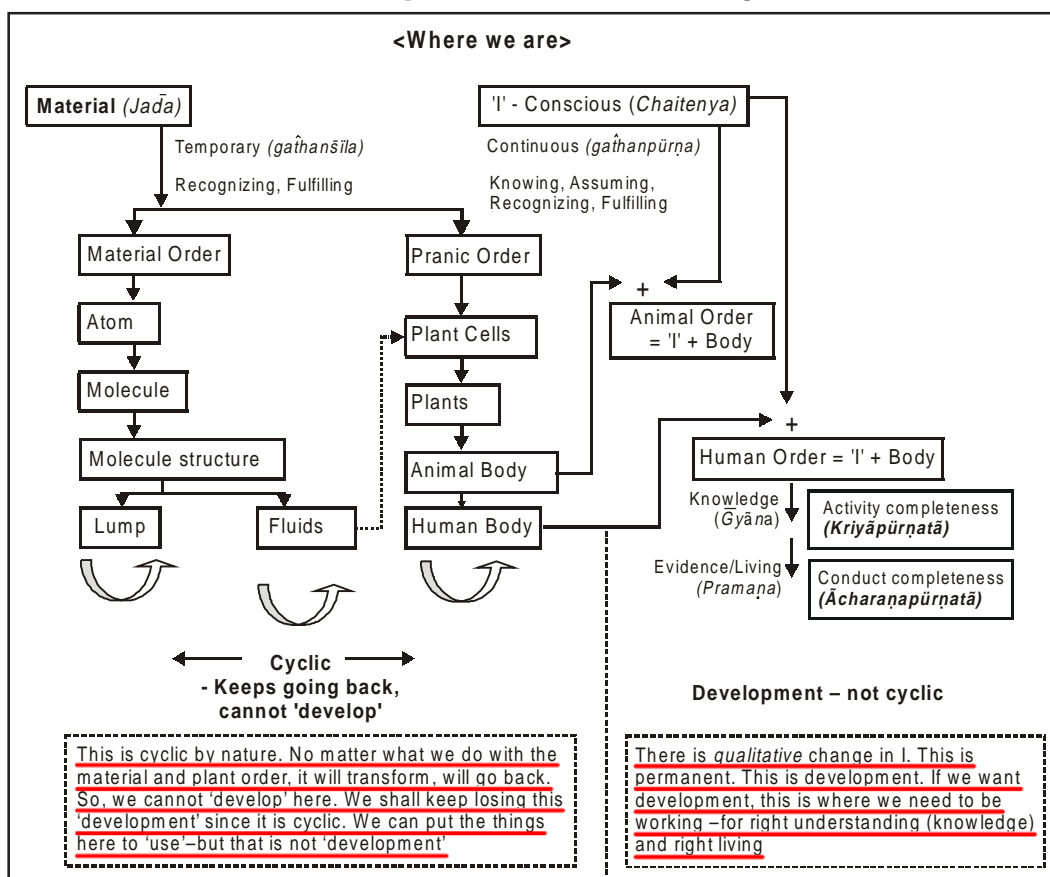 <Where we are>
Material (Jaḍā)
'I' - Conscious (Chaitenya)
Temporary (gaṭhanṡīla)
Recognizing, Fulfilling
Continuous (gaṭhanpūrṇa)
Knowing, Assuming,
Recognizing, Fulfilling
Material Order
Pranic Order
+
Animal Order
= 'I' + Body
Atom
Plant Cells
Molecule
Plants
+
Molecule structure
Animal Body
Human Order = 'I' + Body
Lump
Fluids
Human Body
Knowledge
(Gyãna)
Activity completeness
(Kriyãpūrṇatã)
Evidence/Living
(Pramaṇa)
Conduct completeness
(Ãcharaṇapūrṇatã)
Cyclic
- Keeps going back,
cannot 'develop'
Development – not cyclic
This is cyclic by nature. No matter what we do with the
material and plant order, it will transform, will go back.
So, we cannot ‘develop’ here. We shall keep losing this
‘development’ since it is cyclic. We can put the things
here to ‘use’–but that is not ‘development’
There is qualitative change in I. This is
permanent. This is development. If we want
development, this is where we need to be
working –for right understanding (knowledge)
and right living